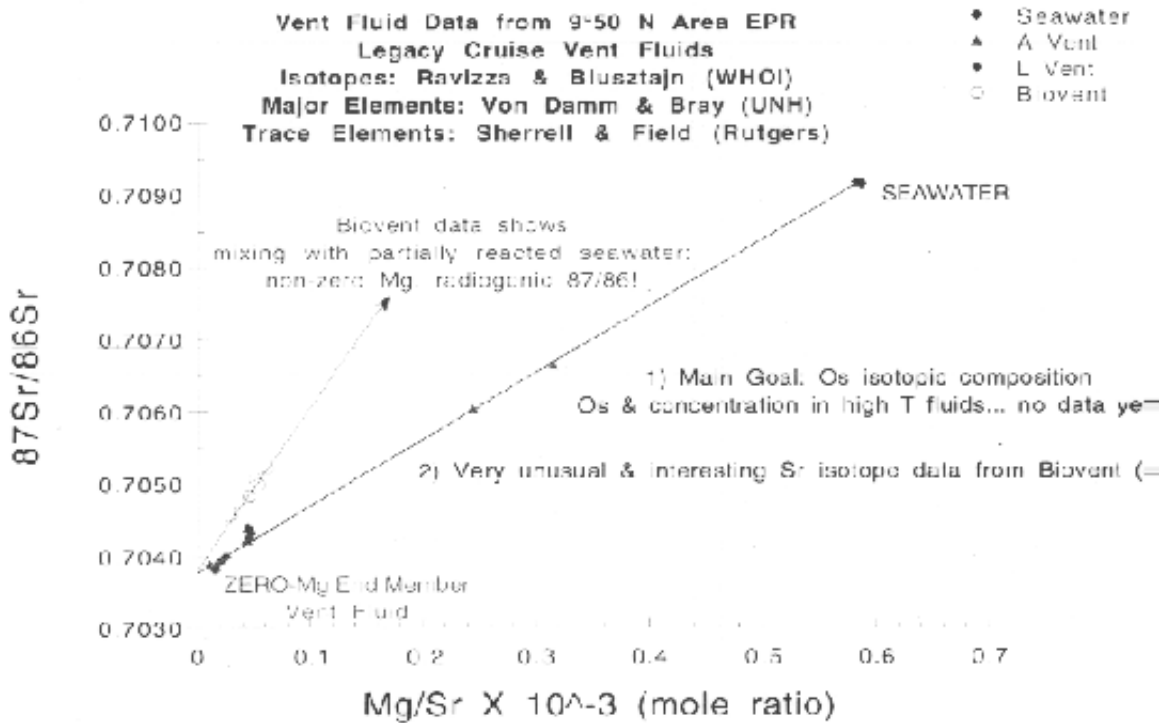 Vent Fluid Data from 9°50 N Area EPR
Legacy Cruise Vent Fluids
Isotopes: Ravizza & Blusztajn (WHOI)
Major Elements: Von Damm & Bray (UNH)
Trace Elements: Sherrell & Field (Rutgers)
Seawater
A Vent
L Vent
Biovent
0.7100
0.7090
0.7080
0.7070
0.7060
0.7050
0.7040
0.7030
87Sr/86Sr
SEAWATER
Biovent data shows
mixing with partially reacted seawater:
non-zero Mg, radiogenic 87/86!
1) Main Goal: Os isotopic composition
Os & concentration in high T fluids... no data
2) Very unusual & interesting Sr isotope data from Biovent (
ZERO-Mg End Member
Vent Fluid
0 0.1 0.2 0.3 0.4 0.5 0.6 0.7
Mg/Sr X 10^-3 (mole ratio)